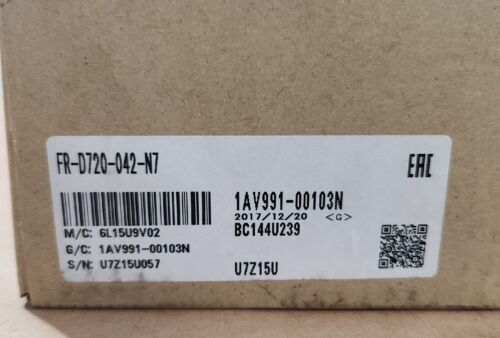 FR-D720-042-N7
EAC
1AV991-00103N
2017/12/20 <G>
M/C: 6L15U9V02
BC144U239
G/C: 1AV991-00103N
S/N: U7Z15U057
U7Z15U